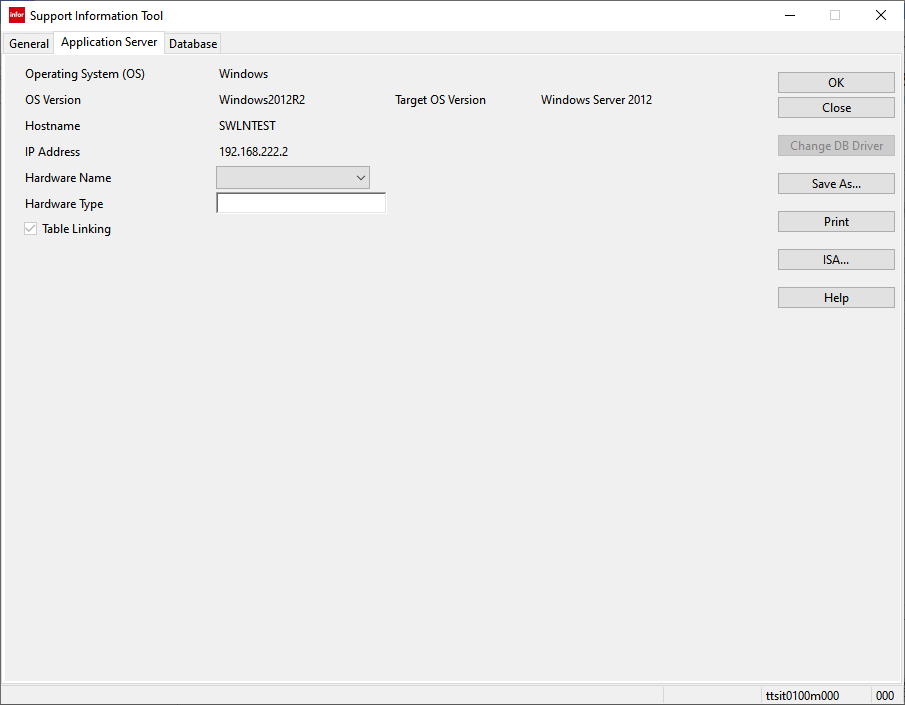 infor Support Information Tool
General Application Server Database
Operating System (OS) Windows
OS Version Windows2012R2 Target OS Version Windows Server 2012
Hostname SWLNTEST
IP Address 192.168.222.2
Hardware Name
Hardware Type
Table Linking
OK
Close
Change DB Driver
Save As...
Print
ISA...
Help
ttsit0100m000 000